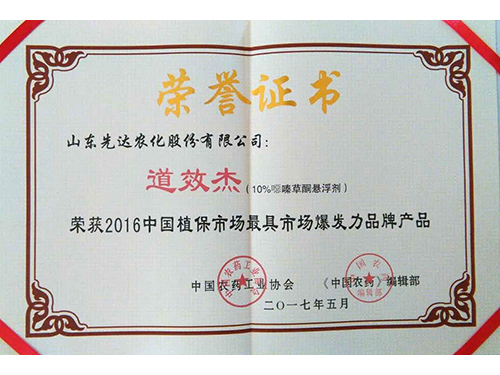 荣誉证书
山东先达农化股份有限公司：
道效杰（10%噁嗪草酮悬浮剂）
荣获2016中国植保市场最具市场爆发力品牌产品
中国农药工业协会 《中国农药》编辑部
二〇一七年五月